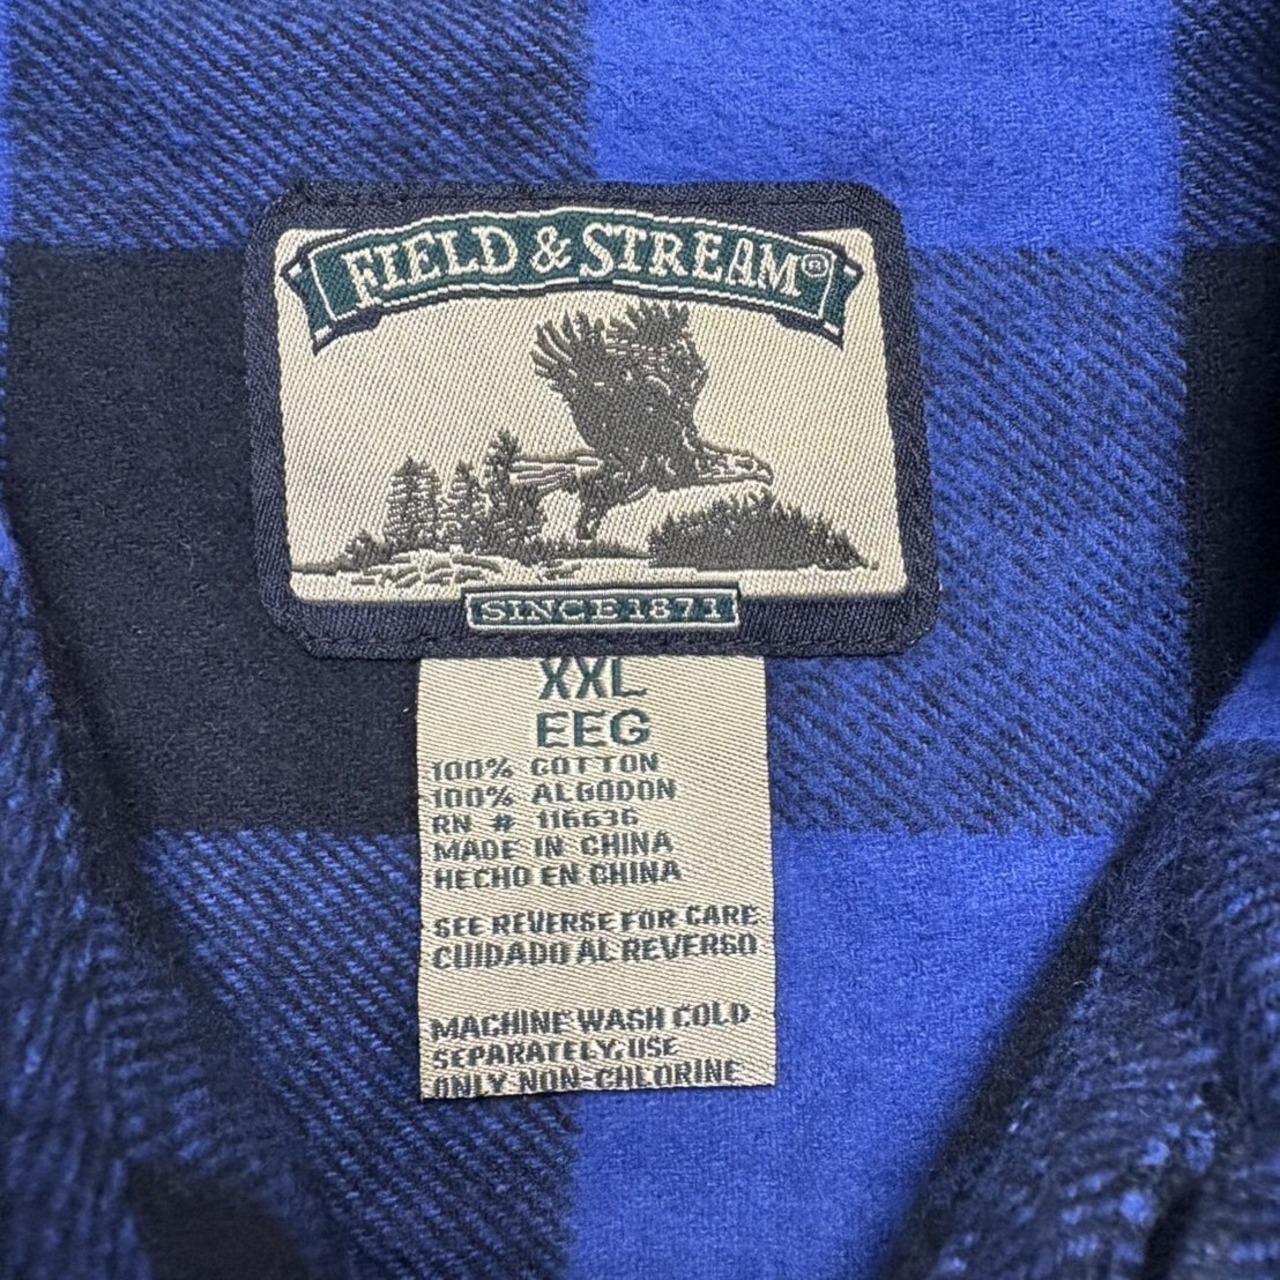 FIELD & STREAM®
SINCE 1871
XXL
EEG
100% COTTON
100% ALGODON
RN # 116636
MADE IN CHINA
HECHO EN CHINA
SEE REVERSE FOR CARE
CUIDADO AL REVERSO
MACHINE WASH COLD
SEPARATELY, USE
ONLY NON-CHLORINE